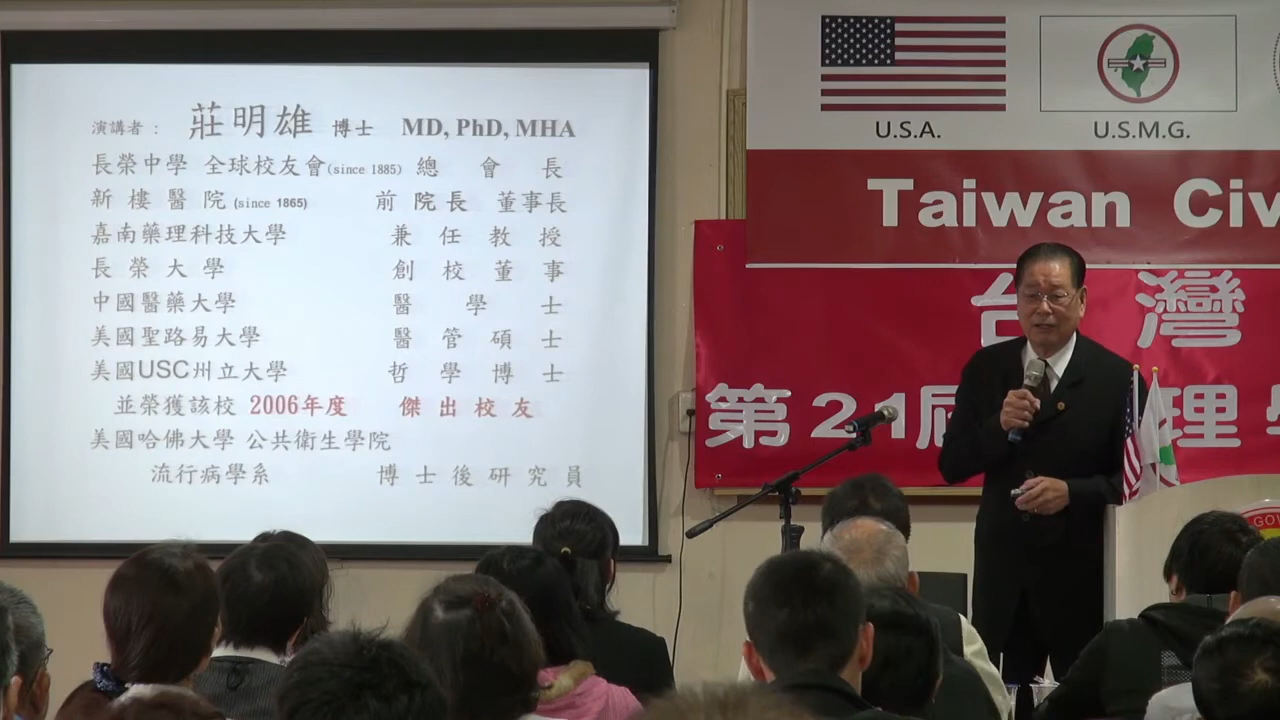 演講者： 莊明雄 博士 MD, PhD, MHA
長榮中學 全球校友會(since 1885) 總會長
新樓醫院 (since 1865) 前院長 董事長
嘉南藥理科技大學 兼任教授
長榮大學 創校董事
中國醫藥大學 醫學士
美國聖路易大學 醫管碩士
美國USC州立大學 哲學博士
並榮獲該校 2006年度 傑出校友
美國哈佛大學 公共衛生學院
流行病學系 博士後研究員
U.S.A. U.S.M.G.
Taiwan Civ
台灣
第21屆 理學
GOV